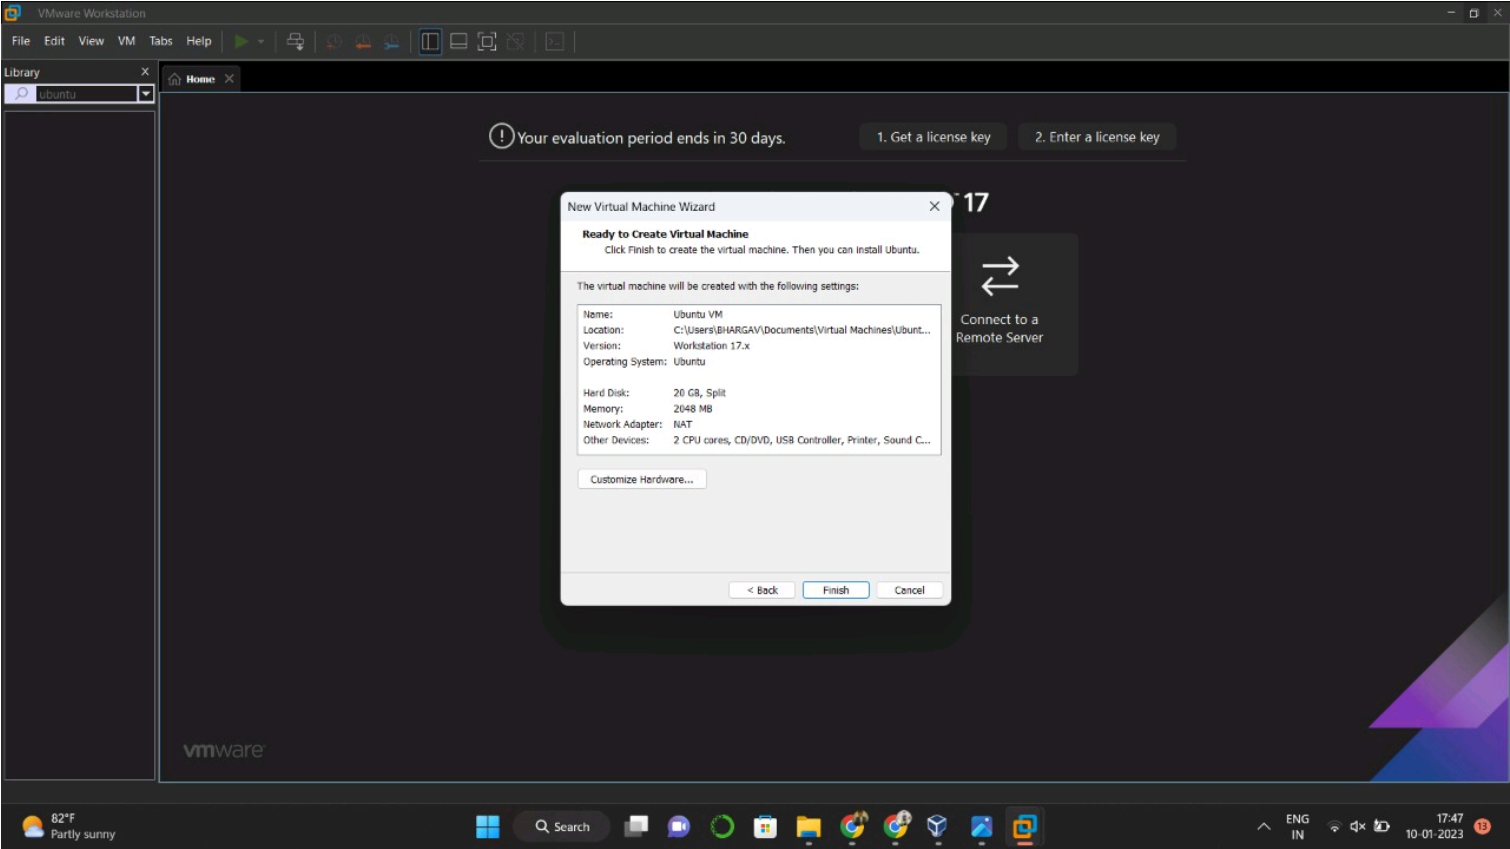 VMware Workstation
File Edit View VM Tabs Help
Library X
ubuntu
Home
Your evaluation period ends in 30 days.
1. Get a license key
2. Enter a license key
™ 17
New Virtual Machine Wizard
Ready to Create Virtual Machine
Click Finish to create the virtual machine. Then you can install Ubuntu.
The virtual machine will be created with the following settings:
Name: Ubuntu VM
Location: C:\Users\BHARGAV\Documents\Virtual Machines\Ubunt...
Version: Workstation 17.x
Operating System: Ubuntu
Hard Disk: 20 GB, Split
Memory: 2048 MB
Network Adapter: NAT
Other Devices: 2 CPU cores, CD/DVD, USB Controller, Printer, Sound C...
Customize Hardware...
< Back Finish Cancel
Connect to a
Remote Server
vmware
82°F
Partly sunny
Search
ENG
IN
17:47
10-01-2023
13